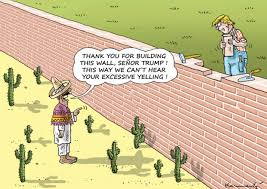 THANK YOU FOR BUILDING
THIS WALL, SEÑOR TRUMP!
THIS WAY WE CAN'T HEAR
YOUR EXCESSIVE YELLING!